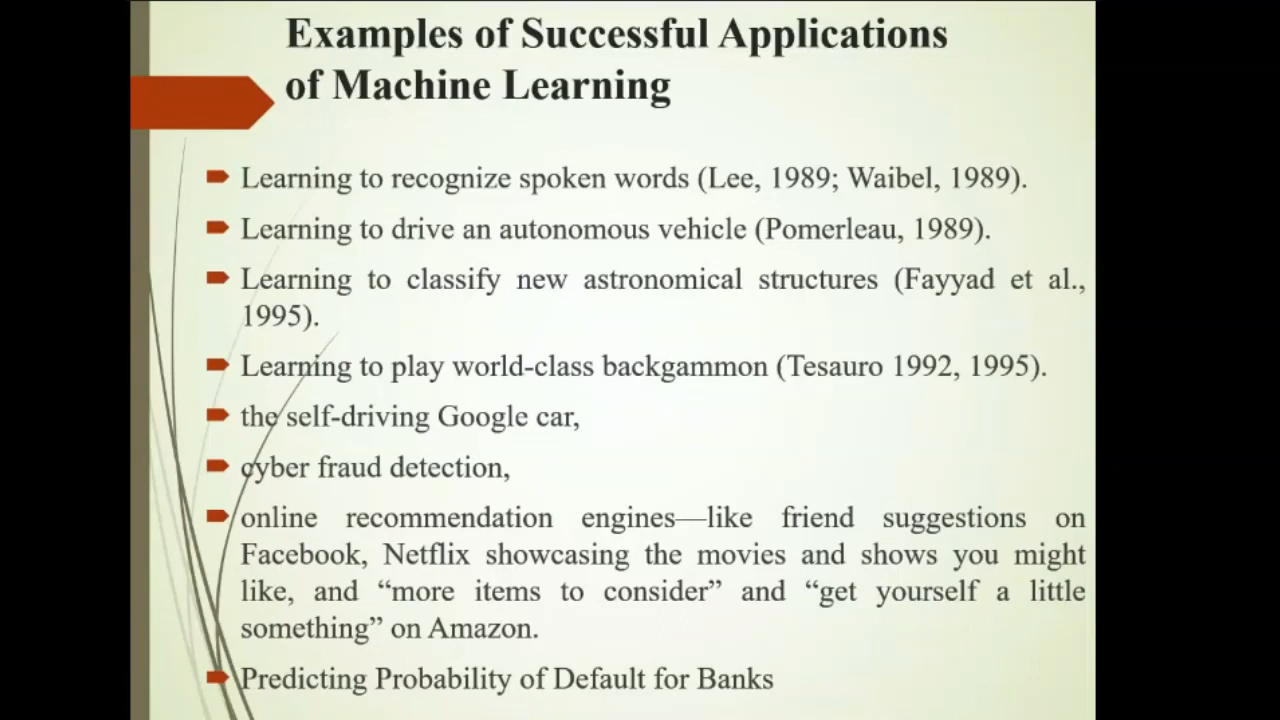 Examples of Successful Applications
of Machine Learning
Learning to recognize spoken words (Lee, 1989; Waibel, 1989).
Learning to drive an autonomous vehicle (Pomerleau, 1989).
Learning to classify new astronomical structures (Fayyad et al.,
1995).
Learning to play world-class backgammon (Tesauro 1992, 1995).
the self-driving Google car,
cyber fraud detection,
online recommendation engines—like friend suggestions on
Facebook, Netflix showcasing the movies and shows you might
like, and “more items to consider” and “get yourself a little
something” on Amazon.
Predicting Probability of Default for Banks